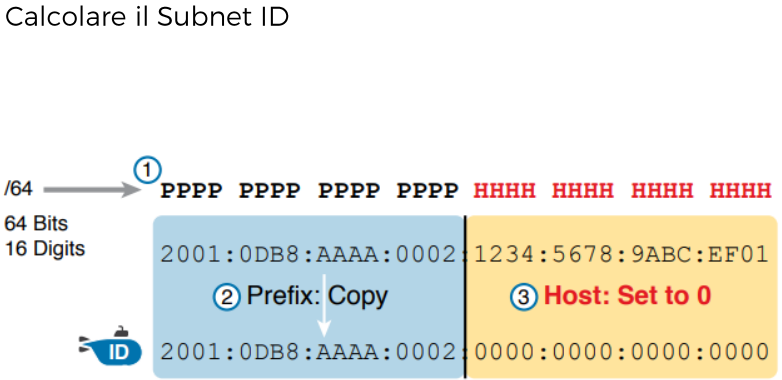 Calcolare il Subnet ID
1
/64 PPPP PPPP PPPP PPPP HHHH HHHH HHHH HHHH
64 Bits
16 Digits
2001:0DB8:AAAA:0002:1234:5678:9ABC:EF01
2 Prefix: Copy 3 Host: Set to 0
ID 2001:0DB8:AAAA:0002:0000:0000:0000:0000